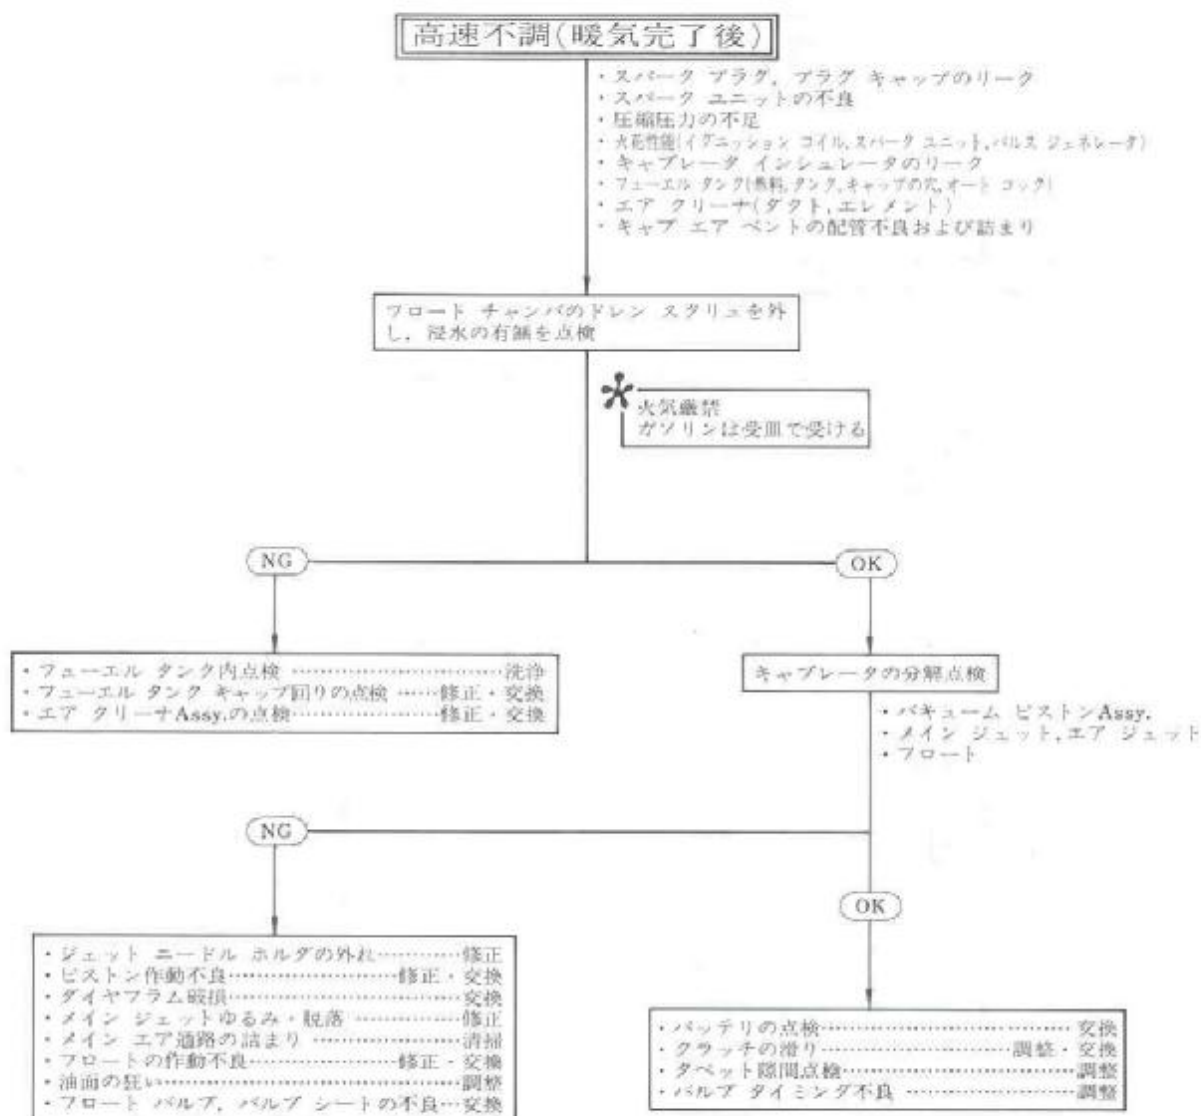 高速不調(暖気完了後)
・スパーク プラグ，プラグ キャップのリーク
・スパーク ユニットの不良
・圧縮圧力の不足
・火花性能(イグニッション コイル,スパーク ユニット,パルス ジェネレータ)
・キャブレータ インシュレータのリーク
・フューエル タンク(燃料,タンク,キャップの穴,オート コック)
・エア クリーナ(ダクト,エレメント)
・キャブ エア ベントの配管不良および詰まり
フロート チャンバのドレン スクリュを外
し，浸水の有無を点検
火気厳禁
ガソリンは受皿で受ける
NG
OK
・フューエル タンク内点検……………………………洗浄
・フューエル タンク キャップ回りの点検……修正・交換
・エア クリーナAssy.の点検…………………修正・交換
キャブレータの分解点検
・バキューム ピストンAssy.
・メイン ジェット,エア ジェット
・フロート
NG
OK
・ジェット ニードル ホルダの外れ…………修正
・ピストン作動不良…………………修正・交換
・ダイヤフラム破損…………………………交換
・メイン ジェットゆるみ・脱落……………修正
・メイン エア通路の詰まり…………………清掃
・フロートの作動不良………………修正・交換
・油面の狂い…………………………………調整
・フロート バルブ，バルブ シートの不良…交換
・バッテリの点検………………………………交換
・クラッチの滑り………………………調整・交換
・タペット隙間点検……………………………調整
・バルブ タイミング不良………………………調整